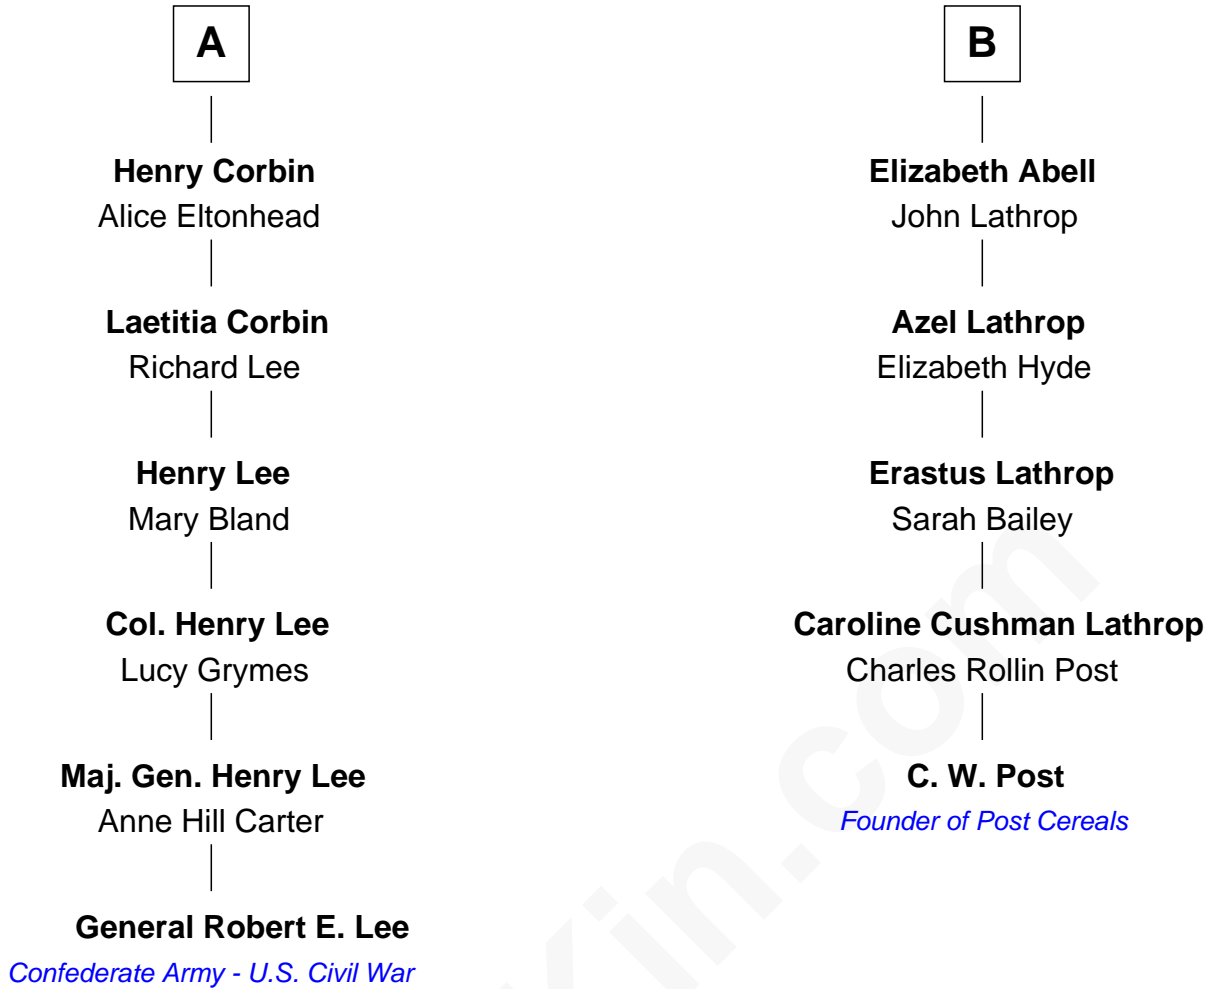 A
Henry Corbin
Alice Eltonhead
Laetitia Corbin
Richard Lee
Henry Lee
Mary Bland
Col. Henry Lee
Lucy Grymes
Maj. Gen. Henry Lee
Anne Hill Carter
General Robert E. Lee
Confederate Army - U.S. Civil War
B
Elizabeth Abell
John Lathrop
Azel Lathrop
Elizabeth Hyde
Erastus Lathrop
Sarah Bailey
Caroline Cushman Lathrop
Charles Rollin Post
C. W. Post
Founder of Post Cereals
Kin.com